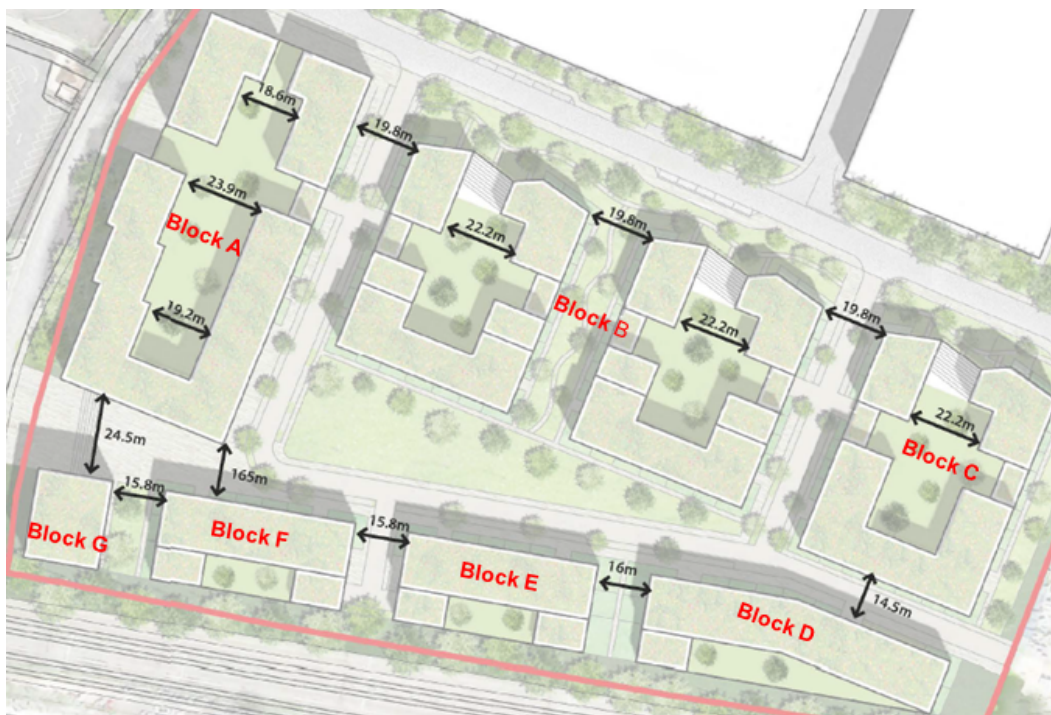 18.6m
19.8m
23.9m
Block A
22.2m
19.8m
19.2m
Block B
22.2m
19.8m
22.2m
24.5m
165m
Block C
15.8m
Block G
Block F
15.8m
Block E
16m
Block D
14.5m